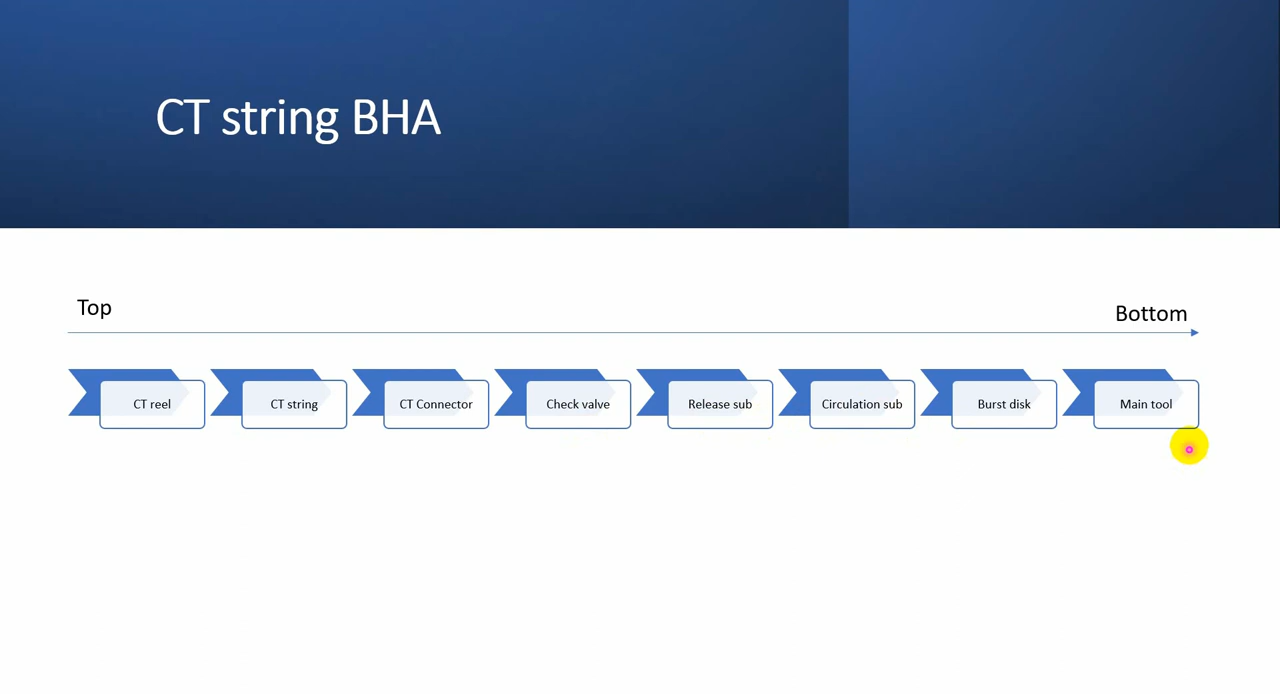 CT string BHA
Top
Bottom
CT reel
CT string
CT Connector
Check valve
Release sub
Circulation sub
Burst disk
Main tool